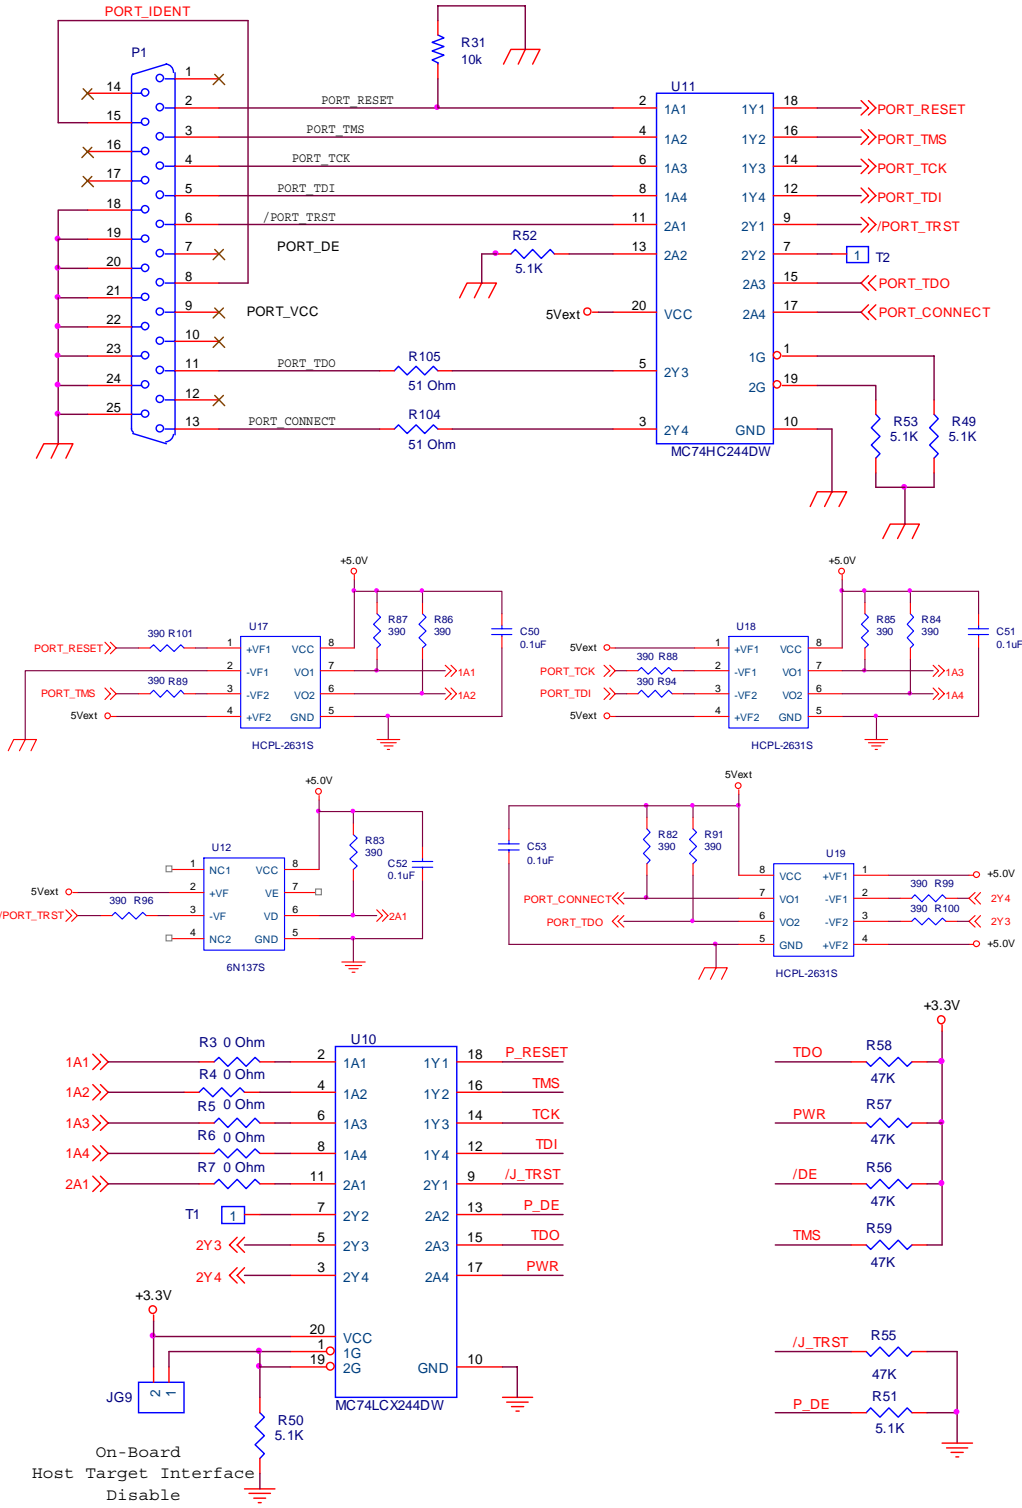 PORT_IDENT
P1
R31
10k
1
14
2
15
3
16
4
17
5
18
6
19
7
20
8
21
9
22
10
23
11
24
12
25
13
PORT_RESET
PORT_TMS
PORT_TCK
PORT_TDI
/PORT_TRST
PORT_DE
PORT_VCC
PORT_TDO
PORT_CONNECT
R52
5.1K
5Vext
R105
51 Ohm
R104
51 Ohm
U11
2 1A1 1Y1 18 PORT_RESET
4 1A2 1Y2 16 PORT_TMS
6 1A3 1Y3 14 PORT_TCK
8 1A4 1Y4 12 PORT_TDI
11 2A1 2Y1 9 /PORT_TRST
13 2A2 2Y2 7 1 T2
2A3 15 PORT_TDO
20 VCC 2A4 17 PORT_CONNECT
1G 1
5 2Y3 2G 19
3 2Y4 GND 10
MC74HC244DW
R53
5.1K
R49
5.1K
+5.0V
U17
PORT_RESET 390 R101 1 +VF1 VCC 8
2 -VF1 VO1 7 1A1
PORT_TMS 390 R89 3 -VF2 VO2 6 1A2
5Vext 4 +VF2 GND 5
HCPL-2631S
R87
390
R86
390
C50
0.1uF
+5.0V
U18
5Vext 1 +VF1 VCC 8
PORT_TCK 390 R88 2 -VF1 VO1 7 1A3
PORT_TDI 390 R94 3 -VF2 VO2 6 1A4
5Vext 4 +VF2 GND 5
HCPL-2631S
R85
390
R84
390
C51
0.1uF
+5.0V
U12
1 NC1 VCC 8
5Vext 2 +VF VE 7
/PORT_TRST 390 R96 3 -VF VD 6 2A1
4 NC2 GND 5
6N137S
R83
390
C52
0.1uF
5Vext
C53
0.1uF
R82
390
R91
390
U19
8 VCC +VF1 1 +5.0V
PORT_CONNECT 7 VO1 -VF1 2 390 R99 2Y4
PORT_TDO 6 VO2 -VF2 3 390 R100 2Y3
5 GND +VF2 4 +5.0V
HCPL-2631S
U10
1A1 R3 0 Ohm 2 1A1 1Y1 18 P_RESET
1A2 R4 0 Ohm 4 1A2 1Y2 16 TMS
1A3 R5 0 Ohm 6 1A3 1Y3 14 TCK
1A4 R6 0 Ohm 8 1A4 1Y4 12 TDI
2A1 R7 0 Ohm 11 2A1 2Y1 9 /J_TRST
T1 1 7 2Y2 2A2 13 P_DE
2Y3 5 2Y3 2A3 15 TDO
2Y4 3 2Y4 2A4 17 PWR
+3.3V
20 VCC
1 1G
19 2G GND 10
MC74LCX244DW
JG9
2 1
R50
5.1K
On-Board
Host Target Interface
Disable
+3.3V
TDO R58
47K
PWR R57
47K
/DE R56
47K
TMS R59
47K
/J_TRST R55
47K
P_DE R51
5.1K